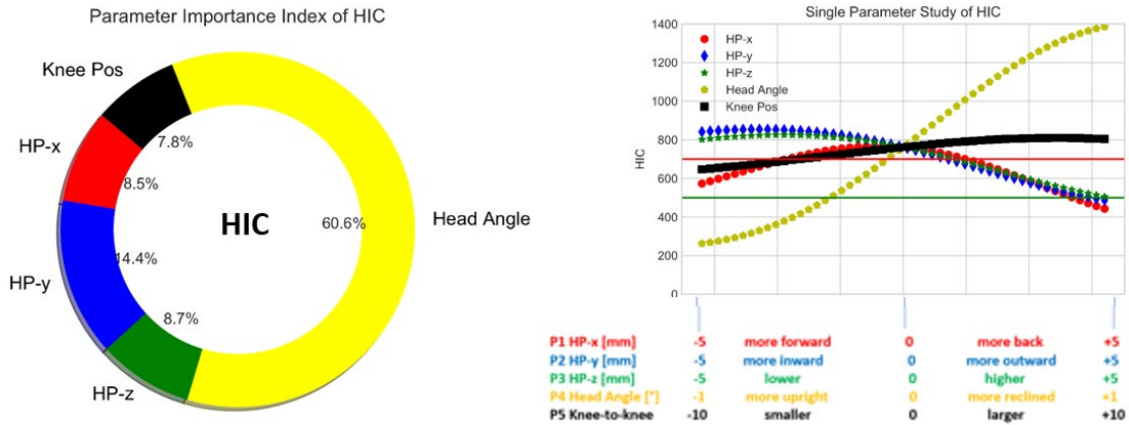 Parameter Importance Index of HIC
Knee Pos
7.8%
HP-x
8.5%
HIC
60.6%
Head Angle
14.4%
HP-y
8.7%
HP-z
Single Parameter Study of HIC
1400
1200
1000
800
600
400
200
0
HIC
HP-x
HP-y
HP-z
Head Angle
Knee Pos
P1 HP-x [mm] -5 more forward 0 more back +5
P2 HP-y [mm] -5 more inward 0 more outward +5
P3 HP-z [mm] -5 lower 0 higher +5
P4 Head Angle [°] -1 more upright 0 more reclined +1
P5 Knee-to-knee -10 smaller 0 larger +10